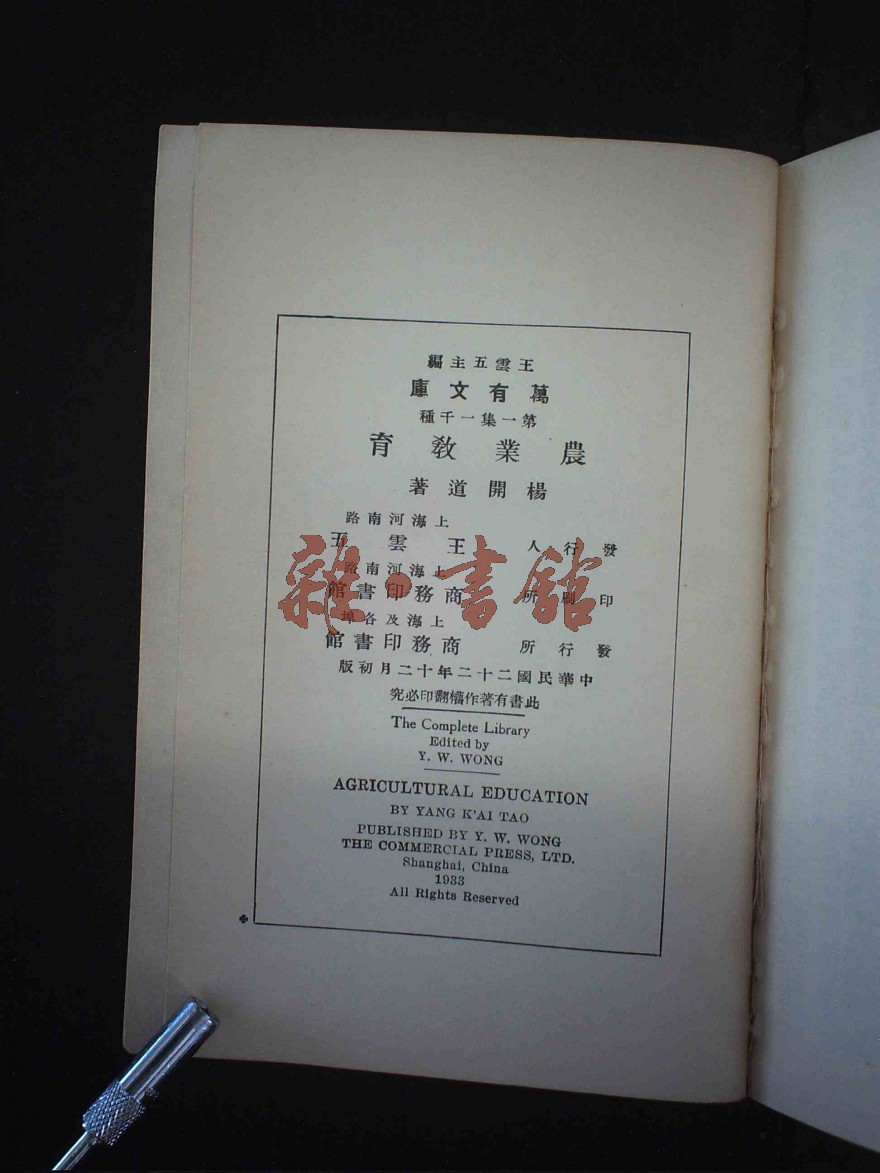 王雲五主編
萬有文庫
第一集一千種
農業敎育
楊開道著
上海河南路
發行人 王雲五
上海河南路
印刷所 商務印書館
上海及各埠
發行所 商務印書館
中華民國二十二年十二月初版
此書有著作權翻印必究
The Complete Library
Edited by
Y. W. WONG
AGRICULTURAL EDUCATION
BY YANG K'AI TAO
PUBLISHED BY Y. W. WONG
THE COMMERCIAL PRESS, LTD.
Shanghai, China
1933
All Rights Reserved
雜·書館